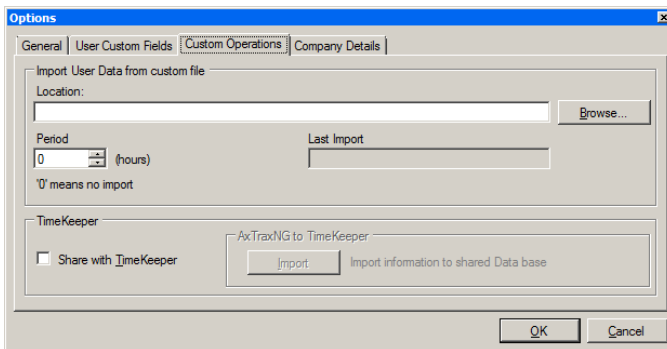 Options
General User Custom Fields Custom Operations Company Details
Import User Data from custom file
Location:
Browse...
Period Last Import
0 (hours)
'0' means no import
TimeKeeper
AxTraxNG to TimeKeeper
Share with TimeKeeper Import Import information to shared Data base
OK Cancel